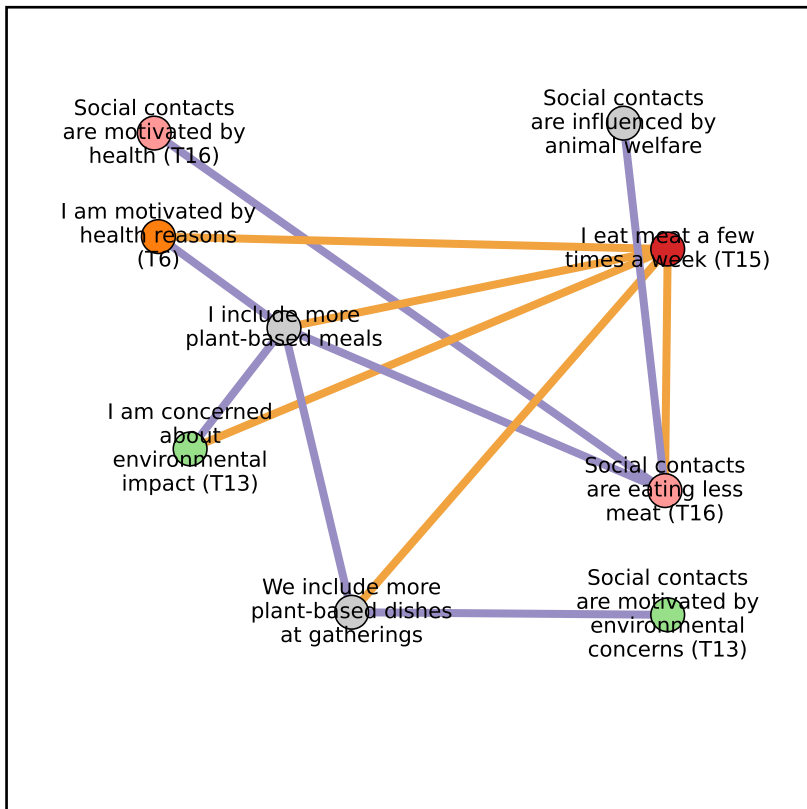 Social contacts
are motivated by
health (T16)
Social contacts
are influenced by
animal welfare
I am motivated by
health reasons
(T6)
I eat meat a few
times a week (T15)
I include more
plant-based meals
I am concerned
about
environmental
impact (T13)
Social contacts
are eating less
meat (T16)
We include more
plant-based dishes
at gatherings
Social contacts
are motivated by
environmental
concerns (T13)